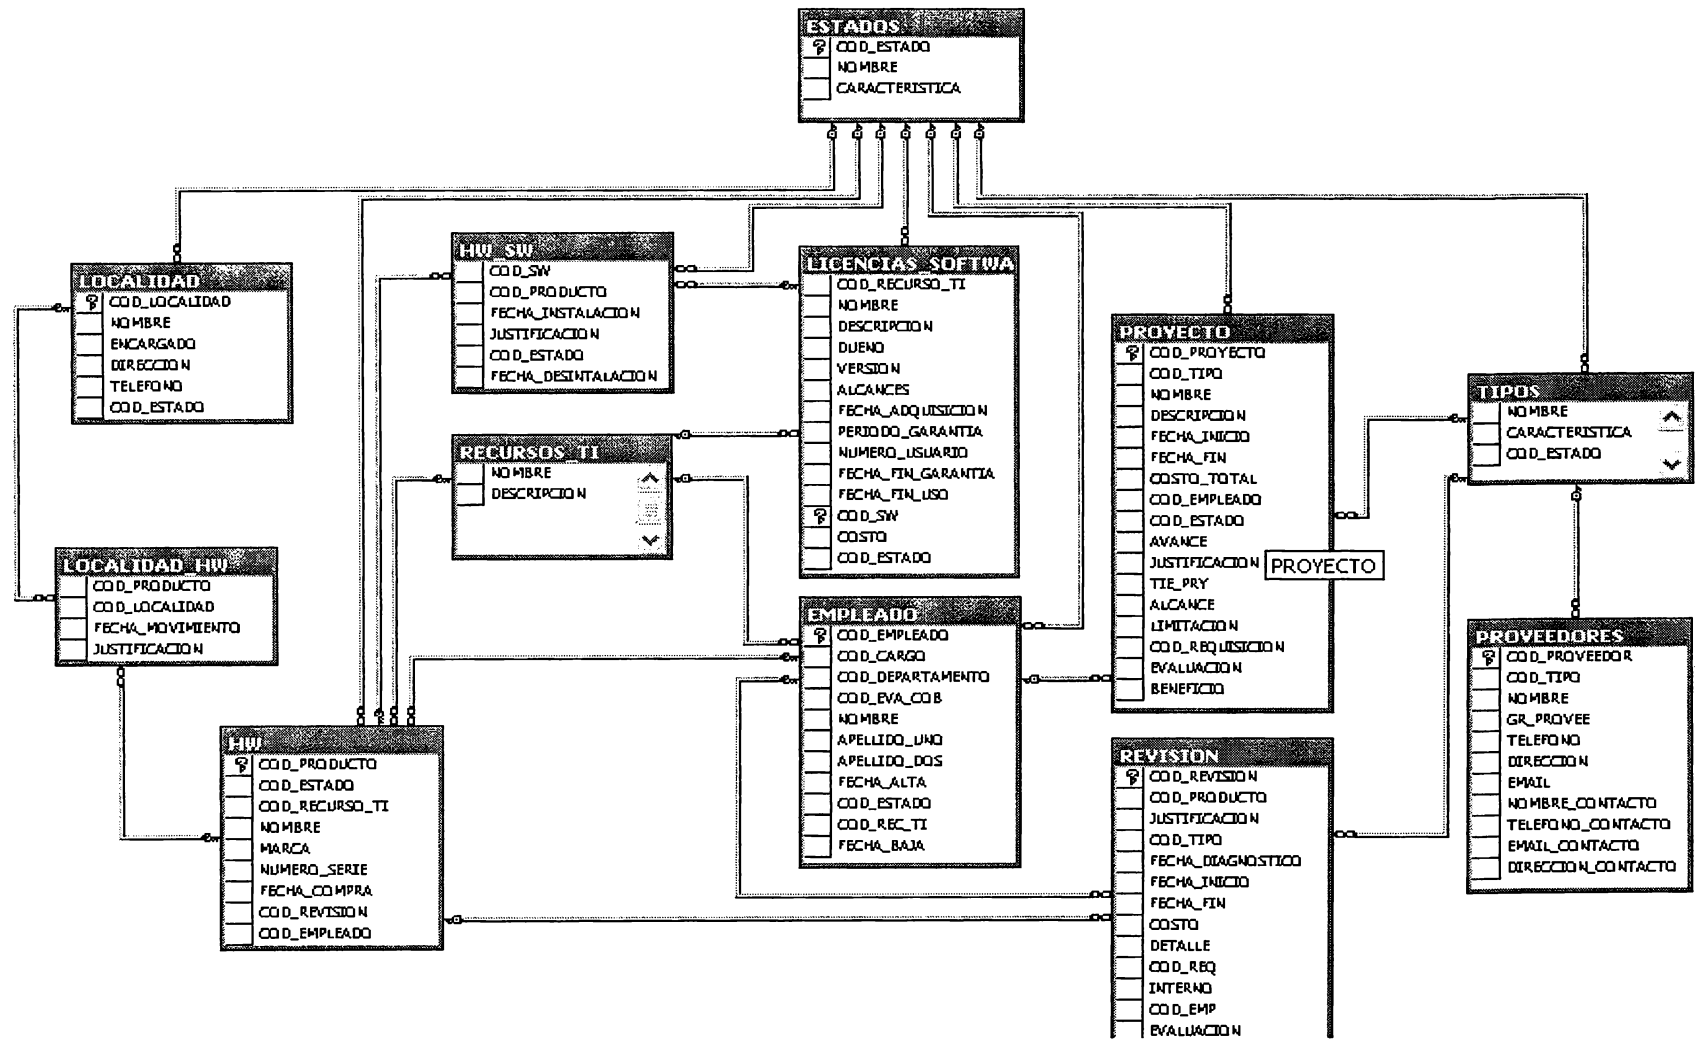 ESTADOS
COD_ESTADO
NOMBRE
CARACTERISTICA
HW_SW
COD_SW
COD_PRODUCTO
FECHA_INSTALACION
JUSTIFICACION
COD_ESTADO
FECHA_DESINTALACION
LICENCIAS_SOFTWA
COD_RECURSO_TI
NOMBRE
DESCRIPCION
DUENO
VERSION
ALCANCES
FECHA_ADQUISICION
PERIODO_GARANTIA
NUMERO_USUARIO
FECHA_FIN_GARANTIA
FECHA_FIN_USO
COD_SW
COSTO
COD_ESTADO
LOCALIDAD
COD_LOCALIDAD
NOMBRE
ENCARGADO
DIRECCION
TELEFONO
COD_ESTADO
PROYECTO
COD_PROYECTO
COD_TIPO
NOMBRE
DESCRIPCION
FECHA_INICIO
FECHA_FIN
COSTO_TOTAL
COD_EMPLEADO
COD_ESTADO
AVANCE
JUSTIFICACION
TIE_PRY
ALCANCE
LIMITACION
COD_REQUISICION
EVALUACION
BENEFICIO
PROYECTO
TIPOS
NOMBRE
CARACTERISTICA
COD_ESTADO
RECURSOS_TI
NOMBRE
DESCRIPCION
LOCALIDAD_HW
COD_PRODUCTO
COD_LOCALIDAD
FECHA_MOVIMIENTO
JUSTIFICACION
EMPLEADO
COD_EMPLEADO
COD_CARGO
COD_DEPARTAMENTO
COD_EVA_COB
NOMBRE
APELLIDO_UNO
APELLIDO_DOS
FECHA_ALTA
COD_ESTADO
COD_REC_TI
FECHA_BAJA
PROVEEDORES
COD_PROVEEDOR
COD_TIPO
NOMBRE
GR_PROVEE
TELEFONO
DIRECCION
EMAIL
NOMBRE_CONTACTO
TELEFONO_CONTACTO
EMAIL_CONTACTO
DIRECCION_CONTACTO
HW
COD_PRODUCTO
COD_ESTADO
COD_RECURSO_TI
NOMBRE
MARCA
NUMERO_SERIE
FECHA_COMPRA
COD_REVISION
COD_EMPLEADO
REVISION
COD_REVISION
COD_PRODUCTO
JUSTIFICACION
COD_TIPO
FECHA_DIAGNOSTICO
FECHA_INICIO
FECHA_FIN
COSTO
DETALLE
COD_REQ
INTERNO
COD_EMP
EVALUACION